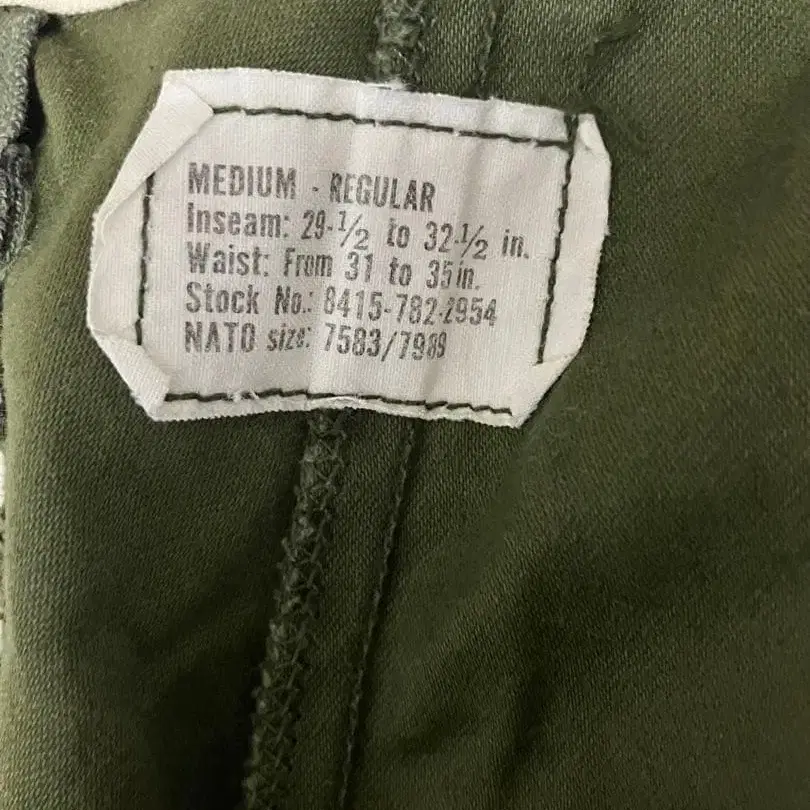 MEDIUM - REGULAR
Inseam: 29-1/2 to 32-1/2 in.
Waist: From 31 to 35 in.
Stock No.: 8415-782-2954
NATO size: 7583/7989